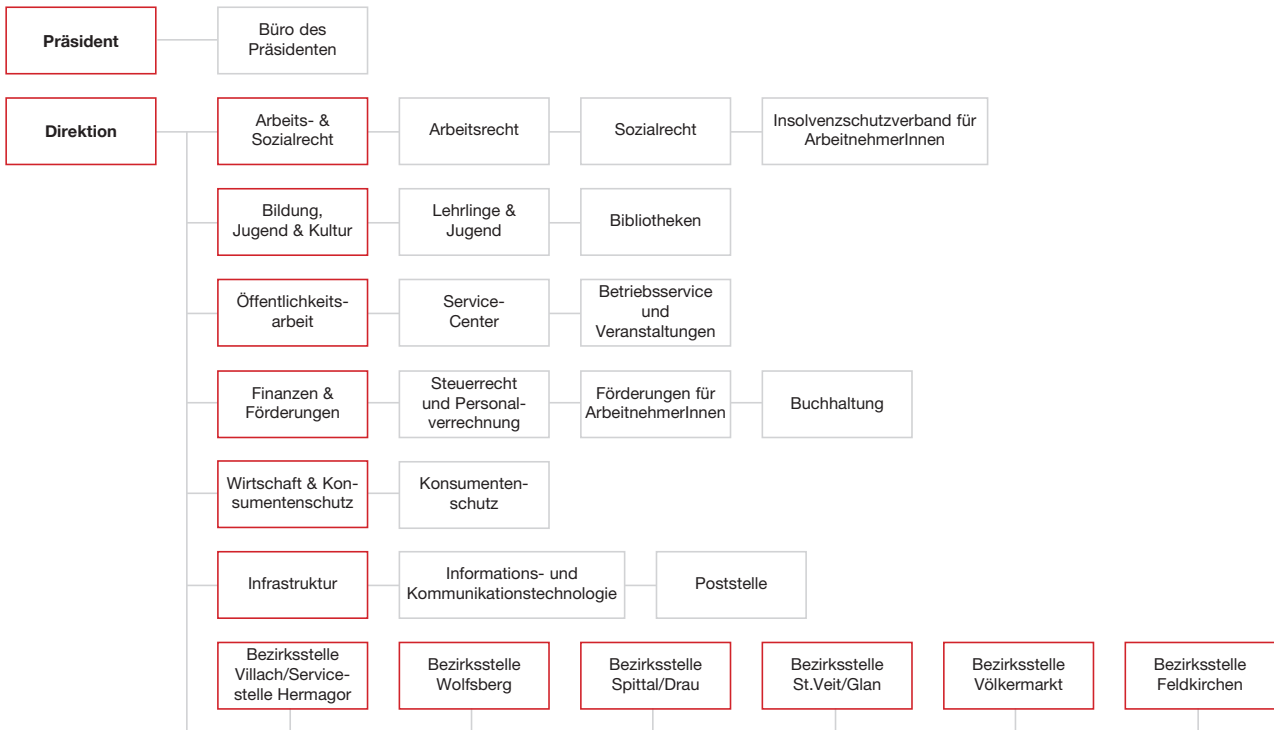 Präsident
Büro des
Präsidenten
Direktion
Arbeits- &
Sozialrecht
Arbeitsrecht
Sozialrecht
Insolvenzschutzverband für
ArbeitnehmerInnen
Bildung,
Jugend & Kultur
Lehrlinge &
Jugend
Bibliotheken
Öffentlichkeits-
arbeit
Service-
Center
Betriebsservice
und
Veranstaltungen
Finanzen &
Förderungen
Steuerrecht
und Personal-
verrechnung
Förderungen für
ArbeitnehmerInnen
Buchhaltung
Wirtschaft & Kon-
sumentenschutz
Konsumenten-
schutz
Infrastruktur
Informations- und
Kommunikationstechnologie
Poststelle
Bezirksstelle
Villach/Service-
stelle Hermagor
Bezirksstelle
Wolfsberg
Bezirksstelle
Spittal/Drau
Bezirksstelle
St.Veit/Glan
Bezirksstelle
Völkermarkt
Bezirksstelle
Feldkirchen